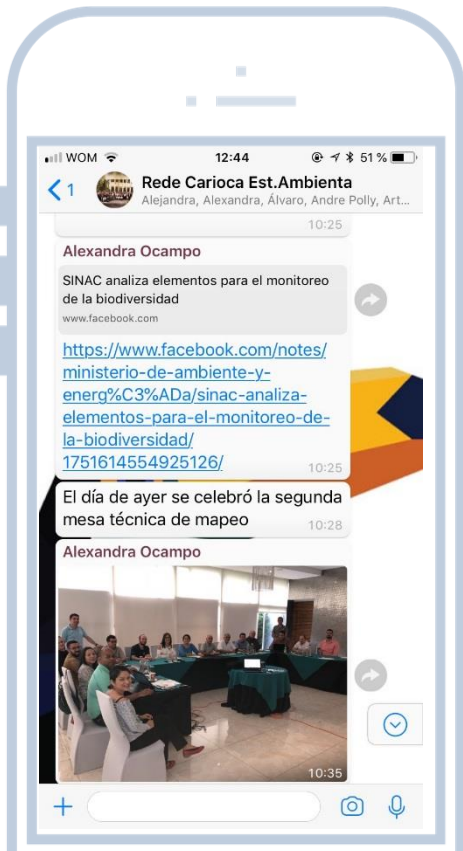 WOM 12:44 51 %
1 Rede Carioca Est.Ambienta
Alejandra, Alexandra, Álvaro, Andre Polly, Art...
10:25
Alexandra Ocampo
SINAC analiza elementos para el monitoreo
de la biodiversidad
www.facebook.com
https://www.facebook.com/notes/
ministerio-de-ambiente-y-
energ%C3%ADa/sinac-analiza-
elementos-para-el-monitoreo-de-
la-biodiversidad/
1751614554925126/ 10:25
El día de ayer se celebró la segunda
mesa técnica de mapeo 10:28
Alexandra Ocampo
10:35